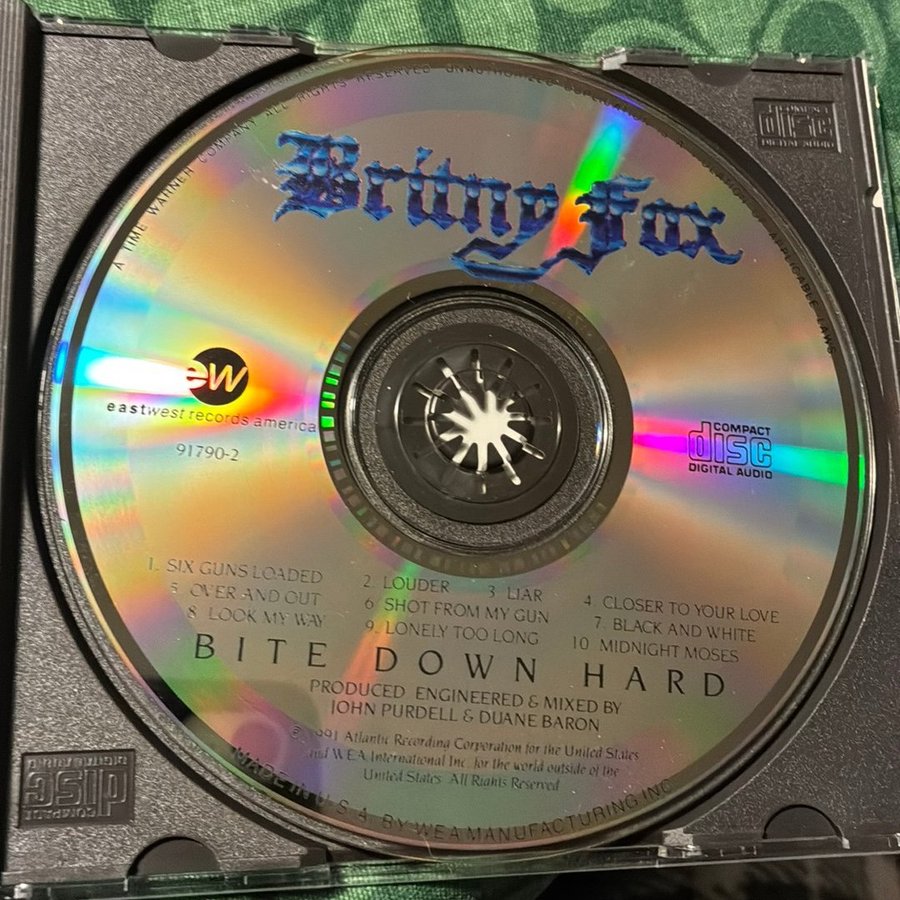 A TIME WARNER COMPANY ALL RIGHTS RESERVED
APPLICABLE LAWS
COMPACT
disc
DIGITAL AUDIO
Britny Fox
ew
eastwest records america
91790-2
COMPACT
disc
DIGITAL AUDIO
1. SIX GUNS LOADED 2. LOUDER 3. LIAR 4. CLOSER TO YOUR LOVE
5. OVER AND OUT 6. SHOT FROM MY GUN 7. BLACK AND WHITE
8. LOOK MY WAY 9. LONELY TOO LONG 10. MIDNIGHT MOSES
BITE DOWN HARD
PRODUCED ENGINEERED & MIXED BY
JOHN PURDELL & DUANE BARON
℗ 1991 Atlantic Recording Corporation for the United States
and W.E.A. International Inc. for the world outside of the
United States. All Rights Reserved
MADE IN U.S.A. BY WEA MANUFACTURING INC.
COMPACT
disc
DIGITAL AUDIO